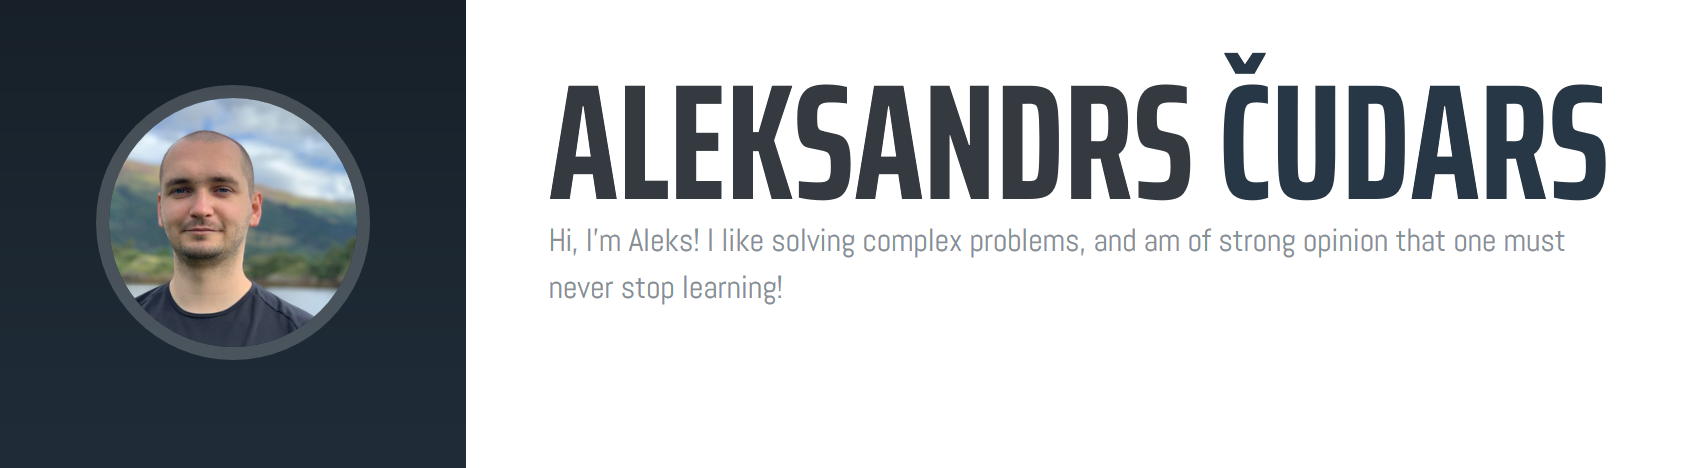 ALEKSANDRS ČUDARS
Hi, I'm Aleks! I like solving complex problems, and am of strong opinion that one must
never stop learning!